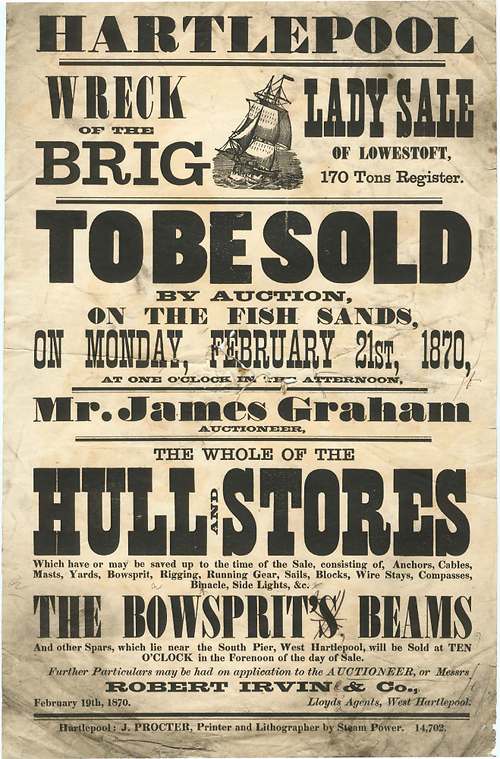 HARTLEPOOL
WRECK
OF THE
BRIG
LADY SALE
OF LOWESTOFT,
170 Tons Register.
TO BE SOLD
BY AUCTION,
ON THE FISH SANDS,
ON MONDAY, FEBRUARY 21ST, 1870,
AT ONE O'CLOCK IN THE AFTERNOON,
Mr. James Graham
AUCTIONEER,
THE WHOLE OF THE
HULL AND STORES
Which have or may be saved up to the time of the Sale, consisting of, Anchors, Cables,
Masts, Yards, Bowsprit, Rigging, Running Gear, Sails, Blocks, Wire Stays, Compasses,
Binacle, Side Lights, &c.
THE BOWSPRIT'S, BEAMS
And other Spars, which lie near the South Pier, West Hartlepool, will be Sold at TEN
O'CLOCK in the Forenoon of the day of Sale.
Further Particulars may be had on application to the AUCTIONEER, or Messrs
ROBERT IRVIN & Co.,
February 19th, 1870. Lloyds Agents, West Hartlepool.
Hartlepool: J. PROCTER, Printer and Lithographer by Steam Power. 14,702.